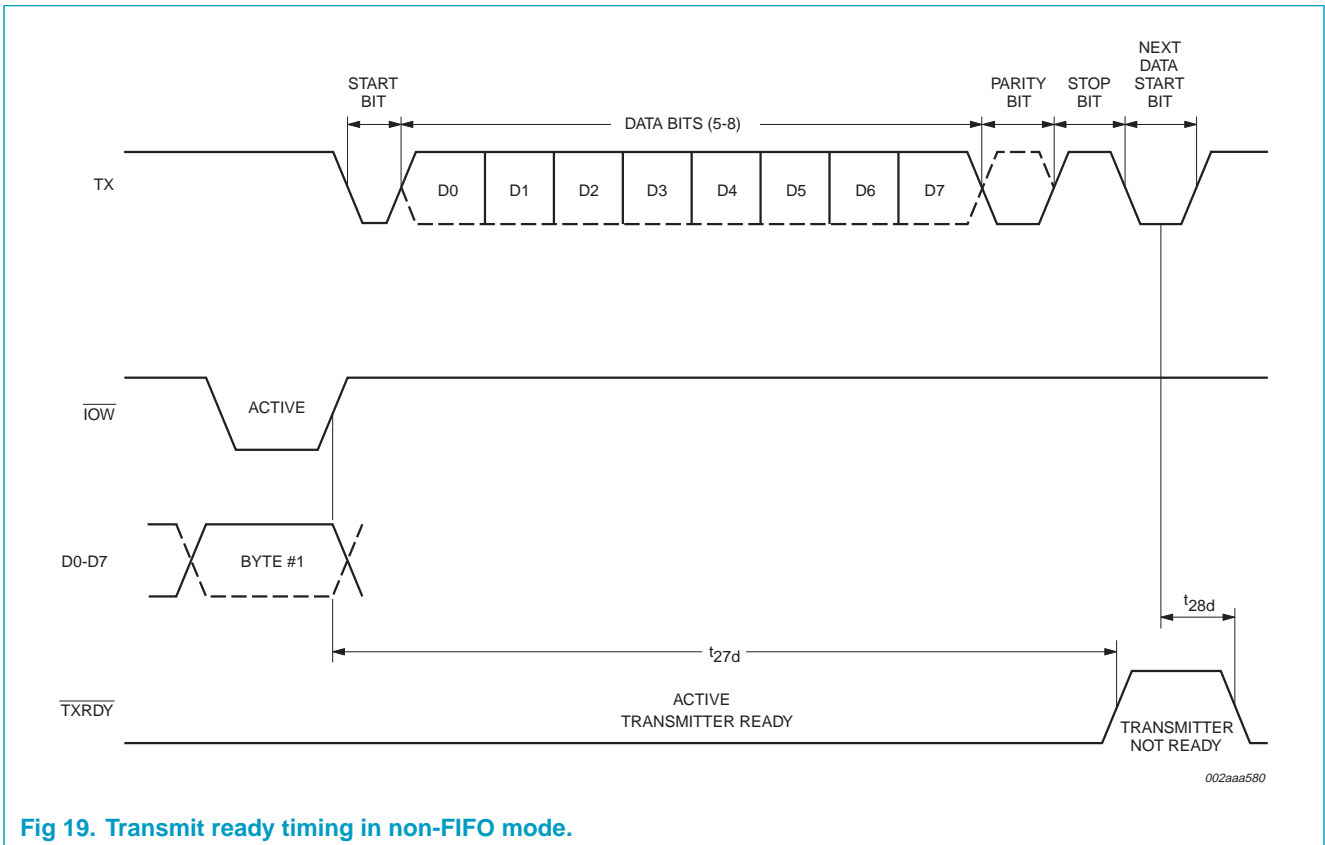 NEXT
DATA
START
BIT
START
BIT
PARITY
BIT
STOP
BIT
DATA BITS (5-8)
TX
D0
D1
D2
D3
D4
D5
D6
D7
IOW
ACTIVE
D0-D7
BYTE #1
t28d
t27d
TXRDY
ACTIVE
TRANSMITTER READY
TRANSMITTER
NOT READY
002aaa580
Fig 19. Transmit ready timing in non-FIFO mode.